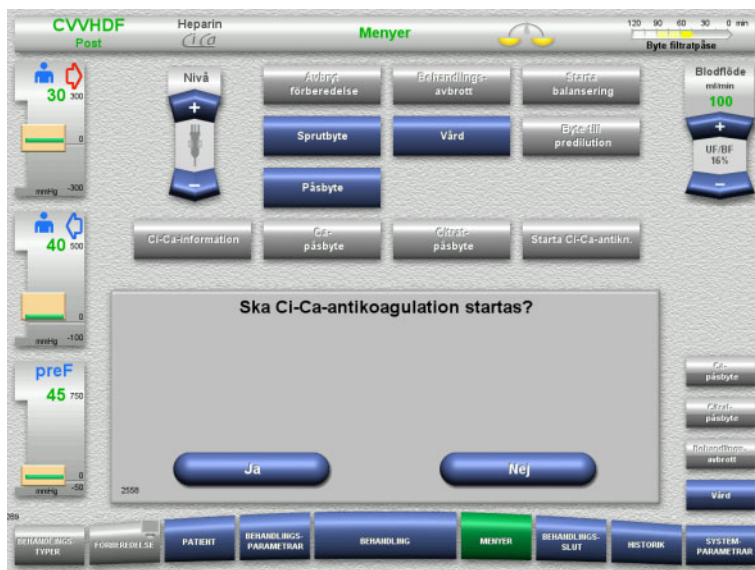 CVVHDF
Post
Heparin
Ci Ca
Menyer
120 90 60 30 0 min
Byte filtratpåse
30 300
0
mmHg -300
Nivå
+
−
Avbryt förberedelse
Behandlings-avbrott
Starta balansering
Sprutbyte
Vård
Byte till predilution
Påsbyte
Blodflöde
ml/min
100
+
UF/BF
16%
−
40 500
0
mmHg -100
Ci-Ca-information
Ca-påsbyte
Citrat-påsbyte
Starta Ci-Ca-antikn.
Ska Ci-Ca-antikoagulation startas?
Ja
Nej
2558
preF
45 750
0
mmHg -50
Ca-påsbyte
Citrat-påsbyte
Behandlings-avbrott
Vård
BEHANDLINGS-TYPER
FÖRBEREDELSE
PATIENT
BEHANDLINGS-PARAMETRAR
BEHANDLING
MENYER
BEHANDLINGS-SLUT
HISTORIK
SYSTEM-PARAMETRAR